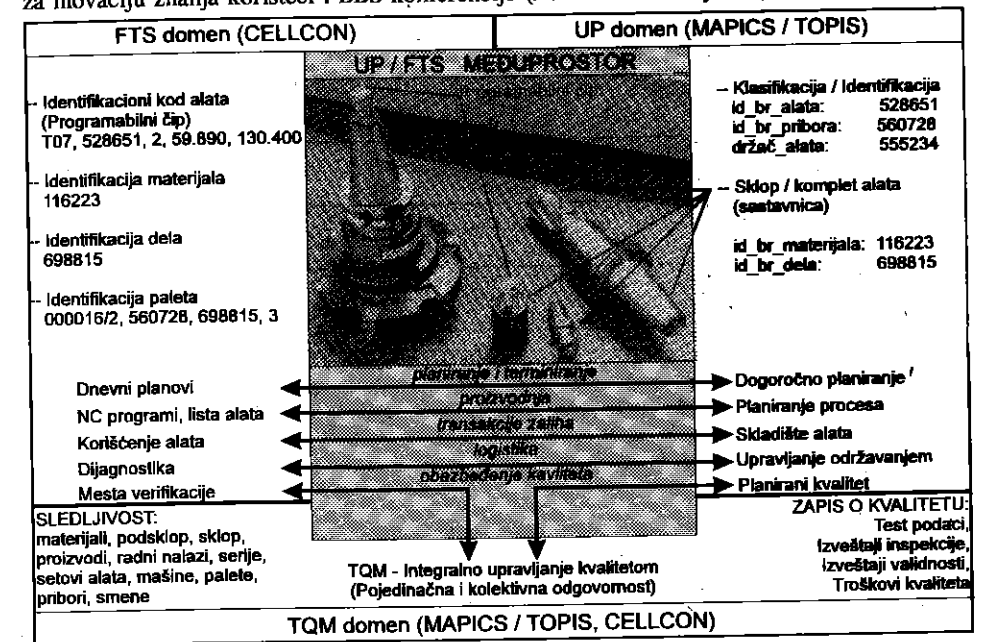 za inovaciju znanja koristeći i BBS konferencije
FTS domen (CELLCON)
UP domen (MAPICS / TOPIS)
UP / FTS MEĐUPROSTOR
-- Identifikacioni kod alata
(Programabilni čip)
T07, 528651, 2, 59.890, 130.400
-- Identifikacija materijala
116223
-- Identifikacija dela
698815
-- Identifikacija paleta
000016/2, 560728, 698815, 3
-- Klasifikacija / Identifikacija
id_br_alata: 528651
id_br_pribora: 560728
držač_alata: 555234
-- Sklop / komplet alata
(sastavnica)
id_br_materijala: 116223
id_br_dela: 698815
Dnevni planovi
planiranje / terminiranje
Dogoročno planiranje
NC programi, lista alata
proizvodnja
Planiranje procesa
Korišćenje alata
transakcije zaliha
Skladište alata
Dijagnostika
logistika
Upravljanje održavanjem
Mesta verifikacije
obezbeđenje kavliteta
Planirani kvalitet
SLEDLJIVOST:
materijali, podsklop, sklop,
proizvodi, radni nalazi, serije,
setovi alata, mašine, palete,
pribori, smene
TQM - Integralno upravljanje kvalitetom
(Pojedinačna i kolektivna odgovornost)
ZAPIS O KVALITETU:
Test podaci,
Izveštaji inspekcije,
Izveštaji validnosti,
Troškovi kvaliteta
TQM domen (MAPICS / TOPIS, CELLCON)